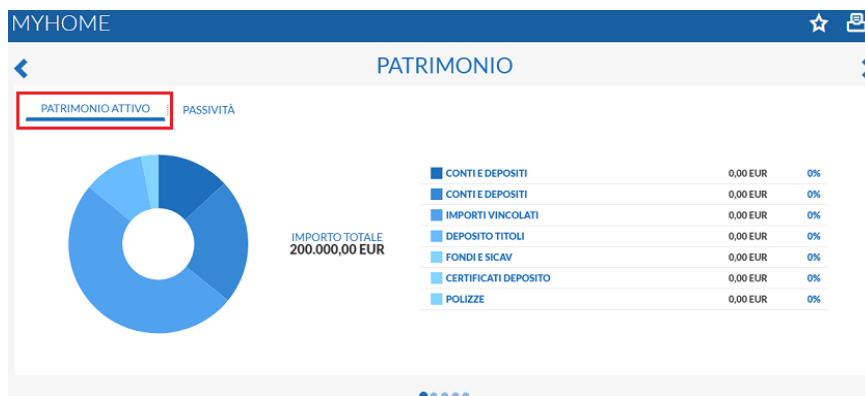 MYHOME
PATRIMONIO
PATRIMONIO ATTIVO PASSIVITÀ
IMPORTO TOTALE
200.000,00 EUR
CONTI E DEPOSITI 0,00 EUR 0%
CONTI E DEPOSITI 0,00 EUR 0%
IMPORTI VINCOLATI 0,00 EUR 0%
DEPOSITO TITOLI 0,00 EUR 0%
FONDI E SICAV 0,00 EUR 0%
CERTIFICATI DEPOSITO 0,00 EUR 0%
POLIZZE 0,00 EUR 0%